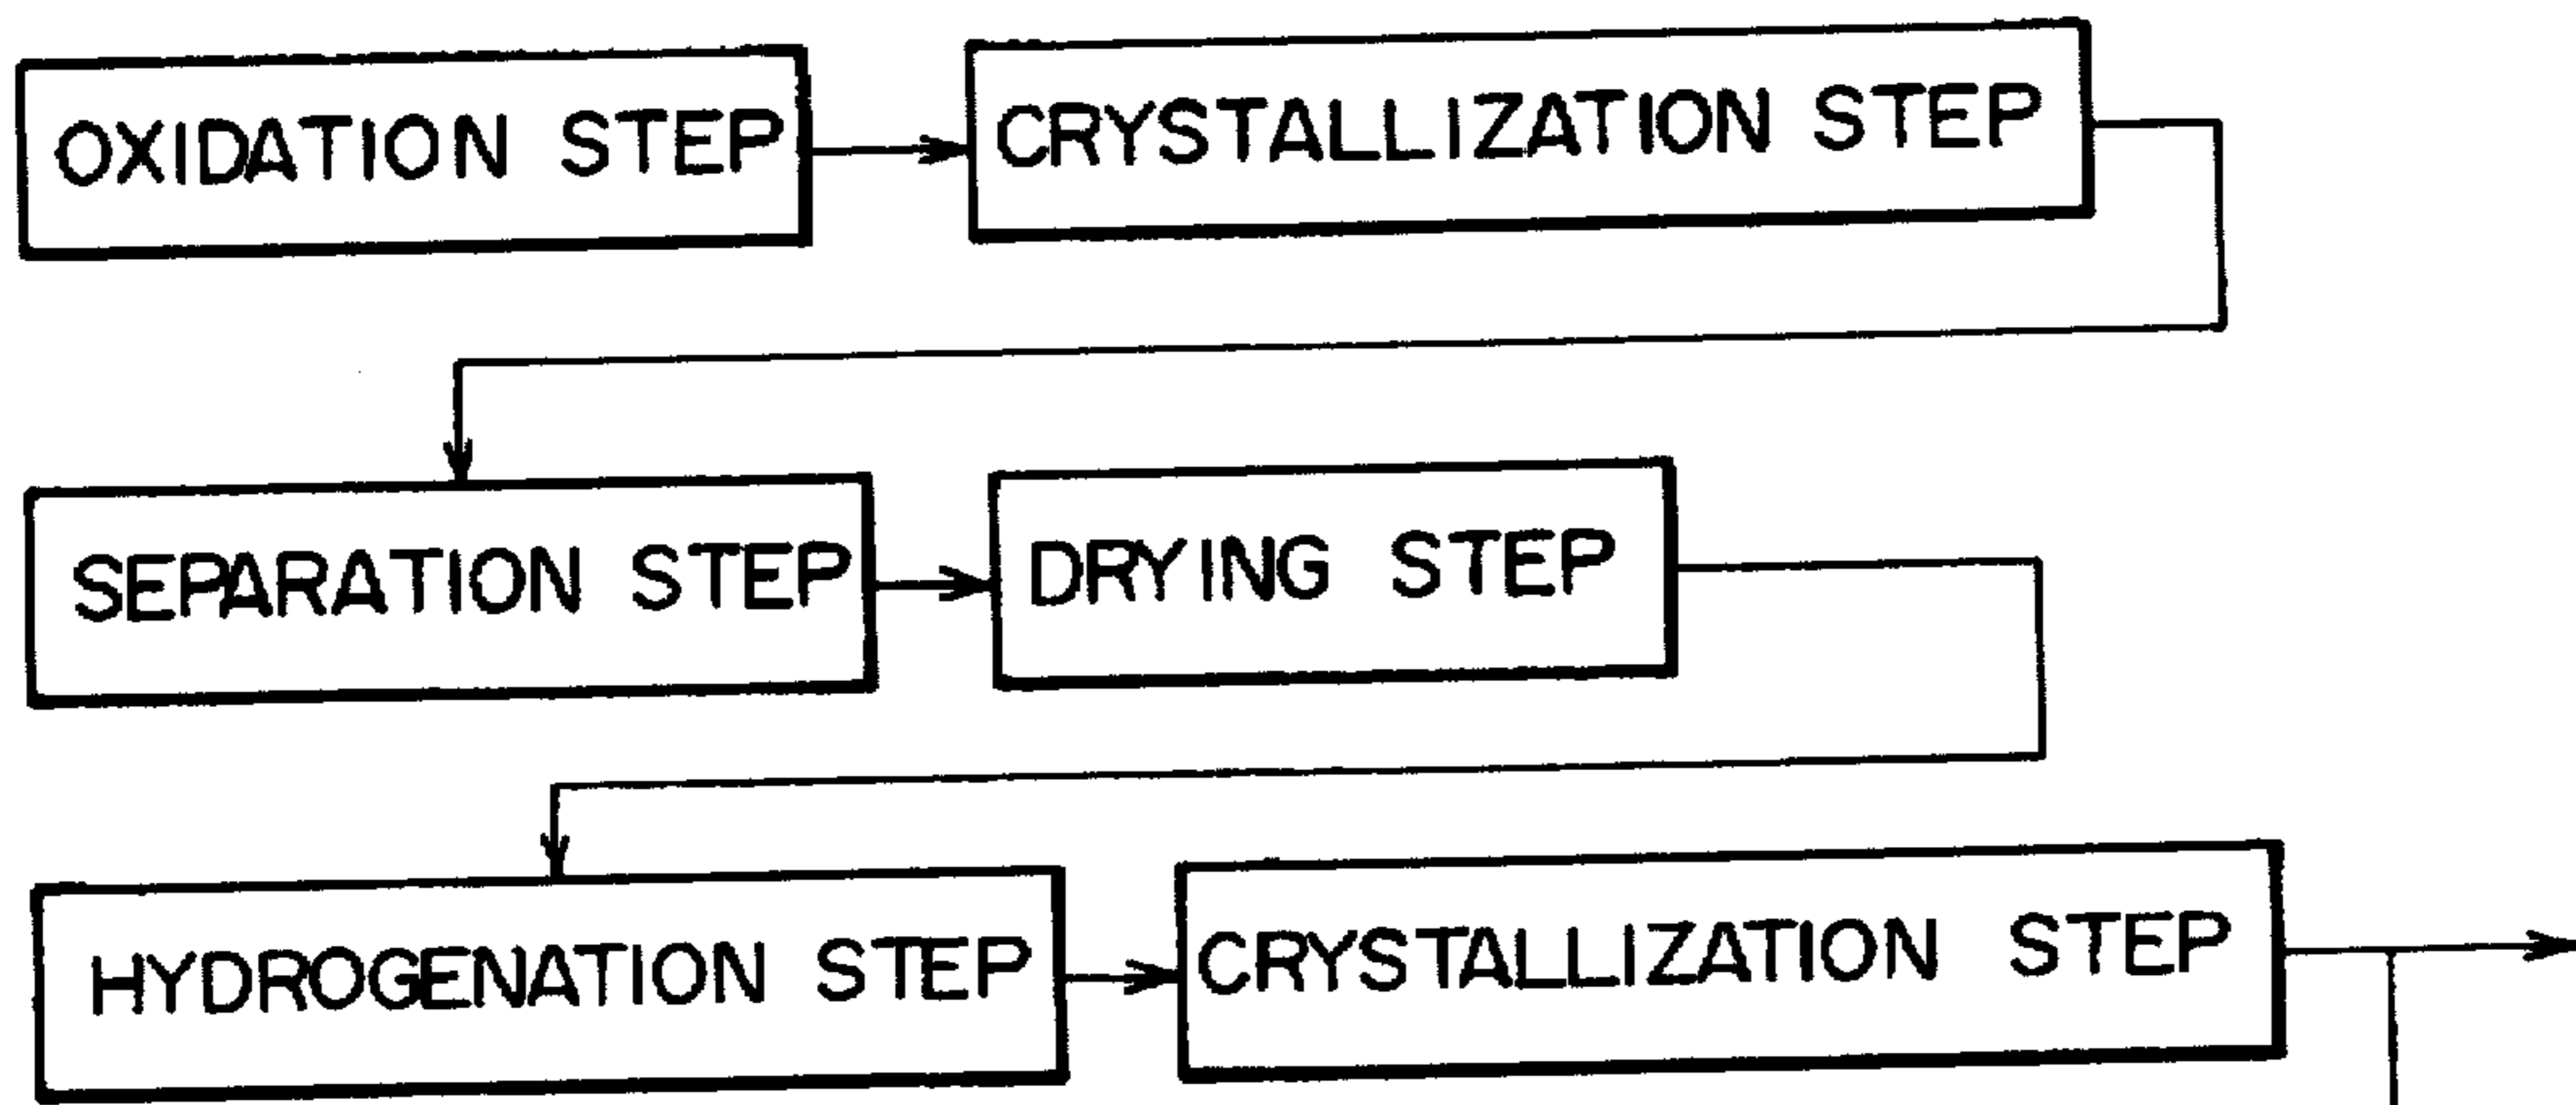 OXIDATION STEP
CRYSTALLIZATION STEP
SEPARATION STEP
DRYING STEP
HYDROGENATION STEP
CRYSTALLIZATION STEP